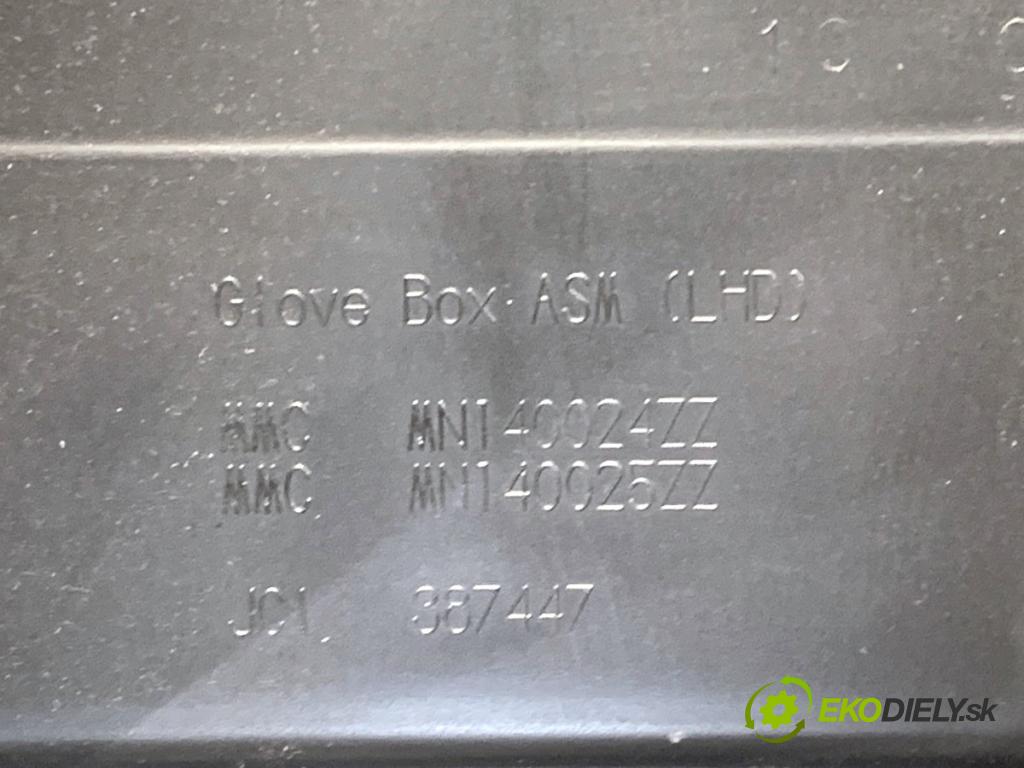 Glove Box ASM (LHD)
MMC MN140024ZZ
MMC MN140025ZZ
JCI 387447
EKODIELY.sk